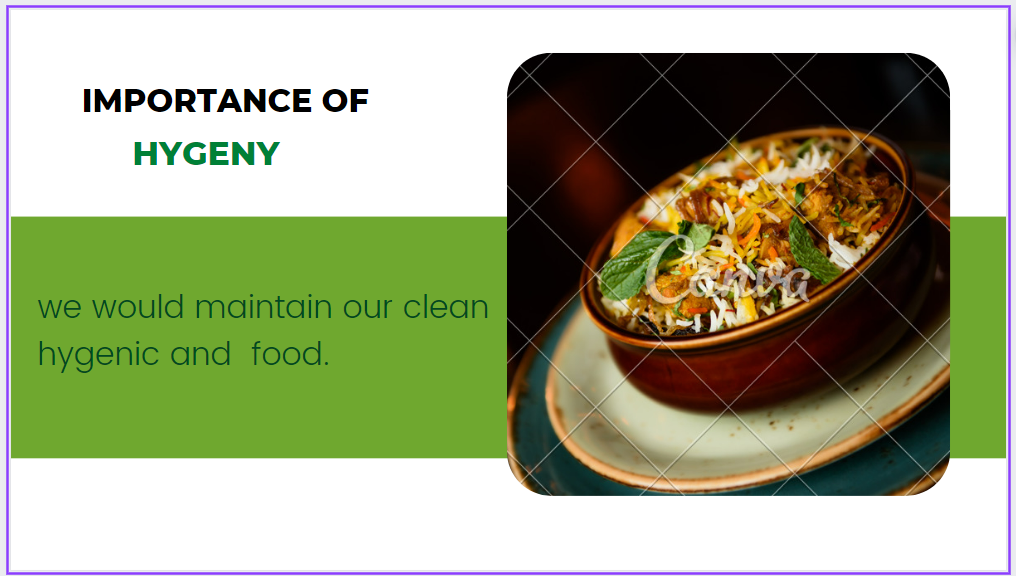 IMPORTANCE OF
HYGENY
we would maintain our clean
hygenic and  food.
Canva